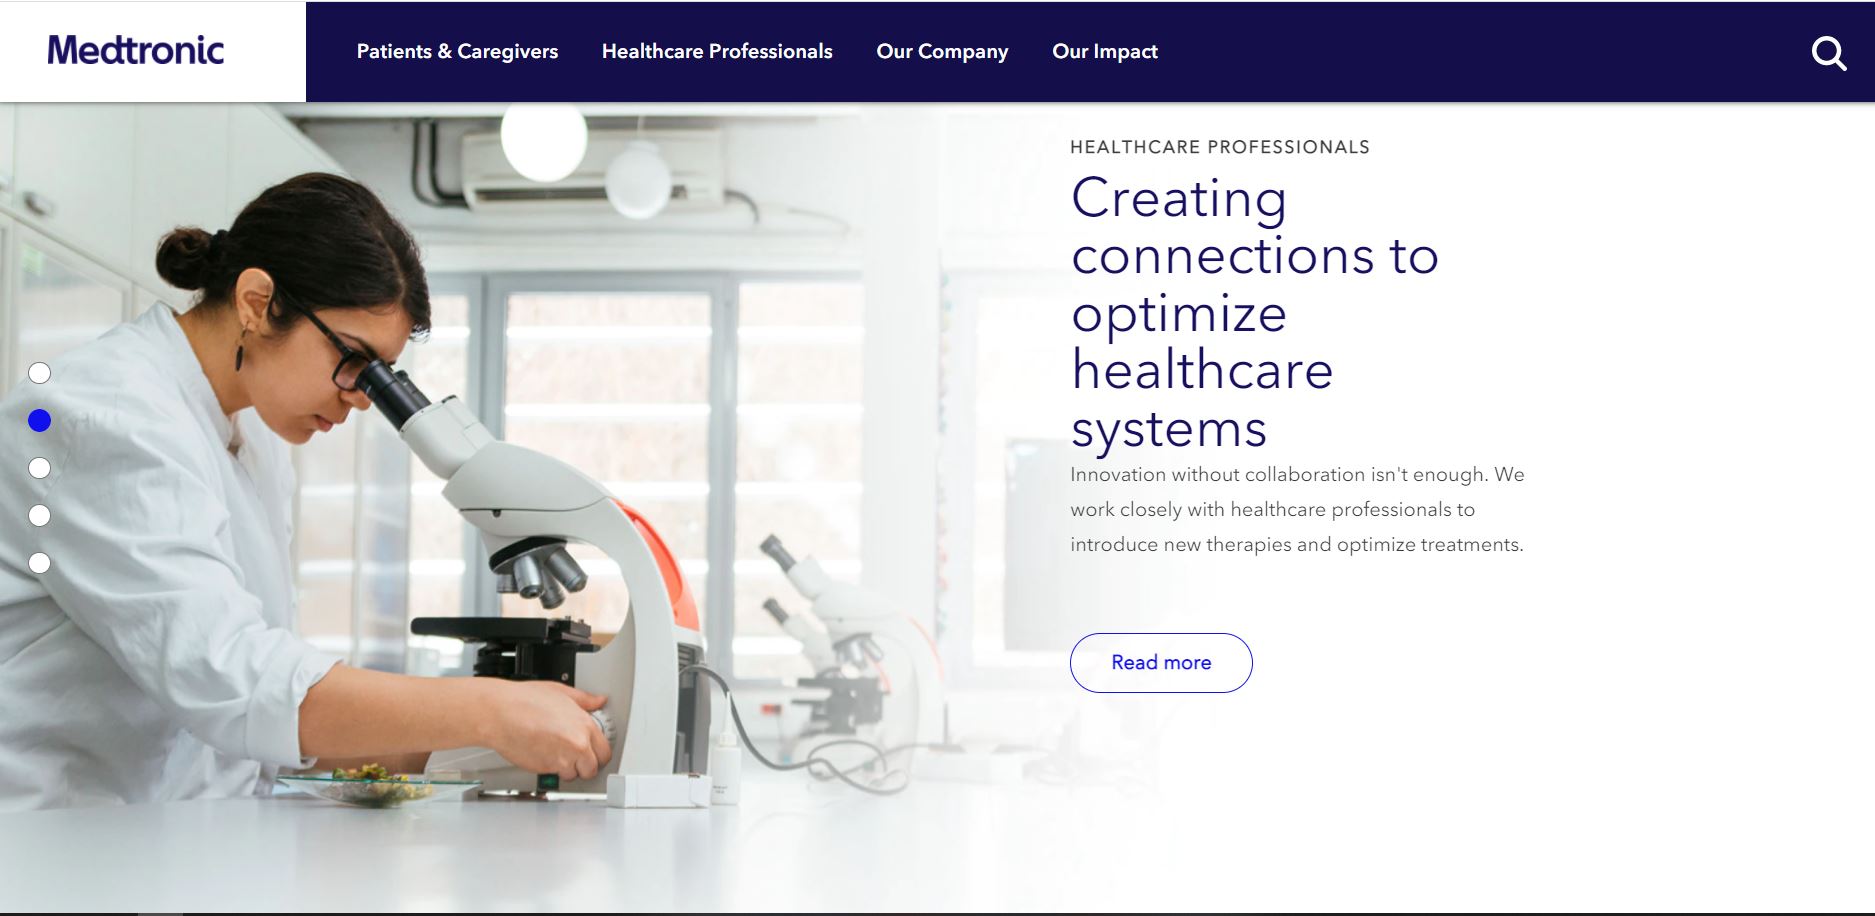 Medtronic
Patients & Caregivers
Healthcare Professionals
Our Company
Our Impact
HEALTHCARE PROFESSIONALS
Creating
connections to
optimize
healthcare
systems
Innovation without collaboration isn't enough. We
work closely with healthcare professionals to
introduce new therapies and optimize treatments.
Read more